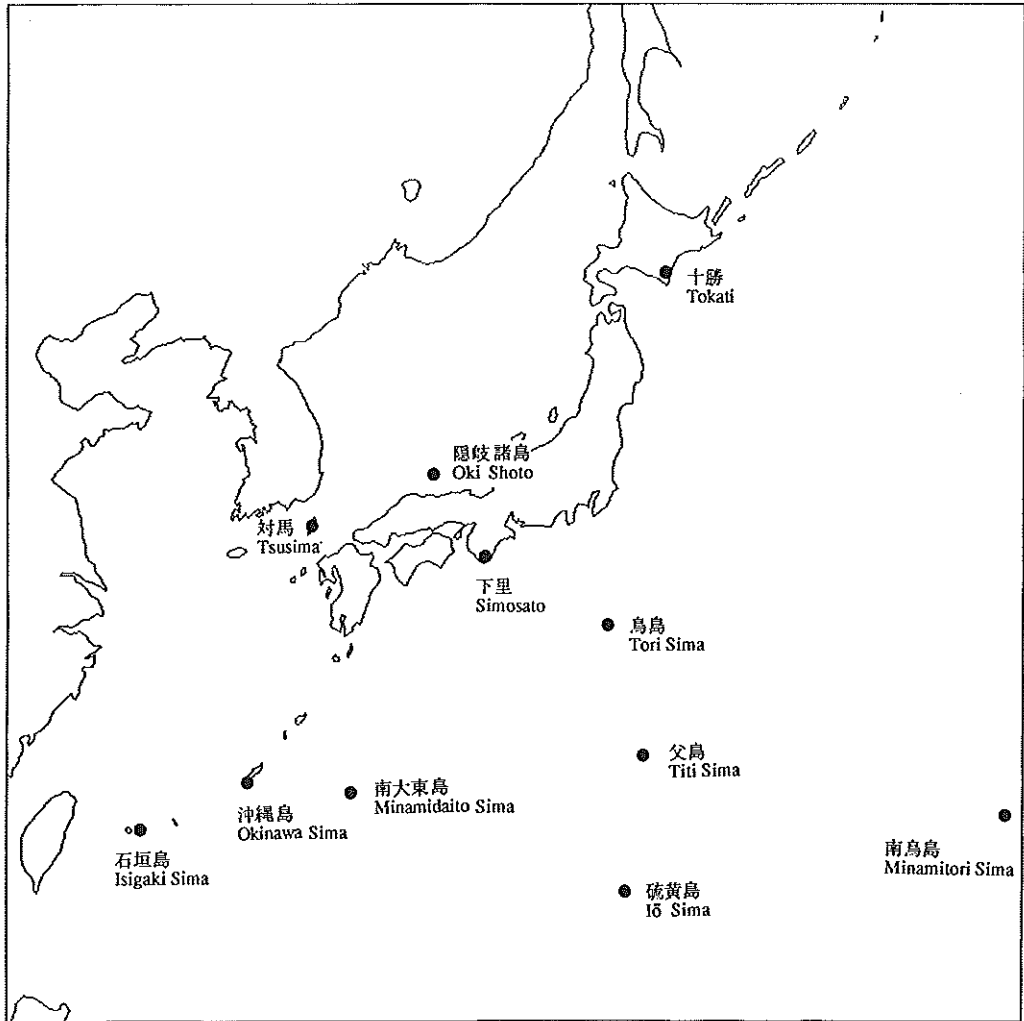 十勝
Tokati
隠岐諸島
Oki Shoto
対馬
Tsusima
下里
Simosato
鳥島
Tori Sima
父島
Titi Sima
南大東島
Minamidaito Sima
沖縄島
Okinawa Sima
石垣島
Isigaki Sima
南鳥島
Minamitori Sima
硫黄島
Iō Sima